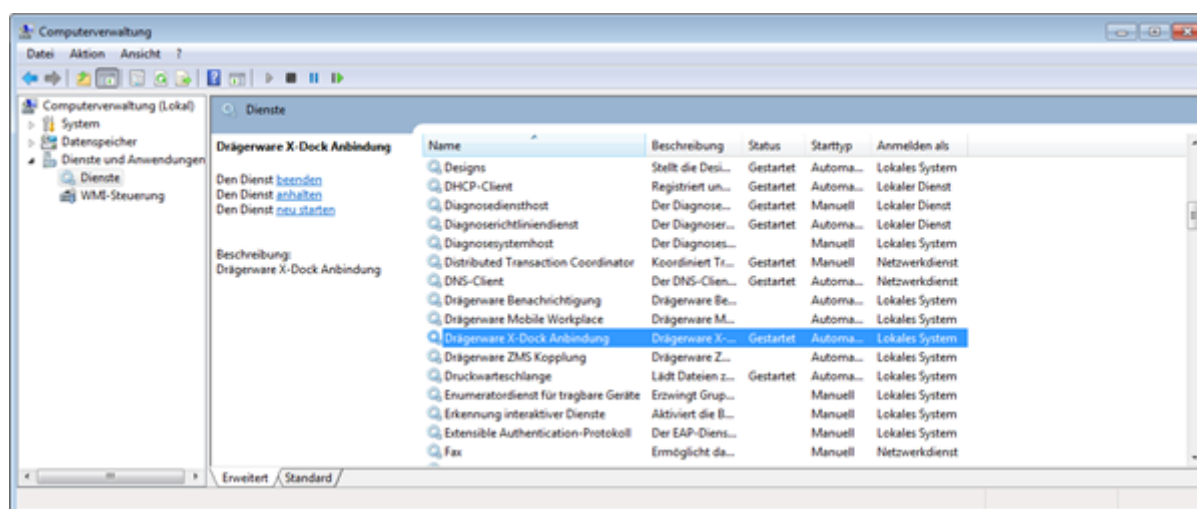 Computerverwaltung
Datei Aktion Ansicht ?
Computerverwaltung (Lokal)
System
Datenspeicher
Dienste und Anwendungen
Dienste
WMI-Steuerung
Dienste
Drägerware X-Dock Anbindung
Den Dienst beenden
Den Dienst anhalten
Den Dienst neu starten
Beschreibung:
Drägerware X-Dock Anbindung
Name Beschreibung Status Starttyp Anmelden als
Designs Stellt die Desi... Gestartet Automa... Lokales System
DHCP-Client Registriert un... Gestartet Automa... Lokaler Dienst
Diagnosediensthost Der Diagnose... Gestartet Manuell Lokaler Dienst
Diagnoserichtliniendienst Der Diagnoser... Gestartet Automa... Lokaler Dienst
Diagnosesystemhost Der Diagnoses... Manuell Lokales System
Distributed Transaction Coordinator Koordiniert Tr... Gestartet Manuell Netzwerkdienst
DNS-Client Der DNS-Clien... Gestartet Automa... Netzwerkdienst
Drägerware Benachrichtigung Drägerware Be... Automa... Lokales System
Drägerware Mobile Workplace Drägerware M... Automa... Lokales System
Drägerware X-Dock Anbindung Drägerware X-... Gestartet Automa... Lokales System
Drägerware ZMS Kopplung Drägerware Z... Automa... Lokales System
Druckwarteschlange Lädt Dateien z... Gestartet Automa... Lokales System
Enumeratordienst für tragbare Geräte Erzwingt Grup... Manuell Lokales System
Erkennung interaktiver Dienste Aktiviert die B... Manuell Lokales System
Extensible Authentication-Protokoll Der EAP-Diens... Manuell Lokales System
Fax Ermöglicht da... Manuell Netzwerkdienst
Erweitert Standard